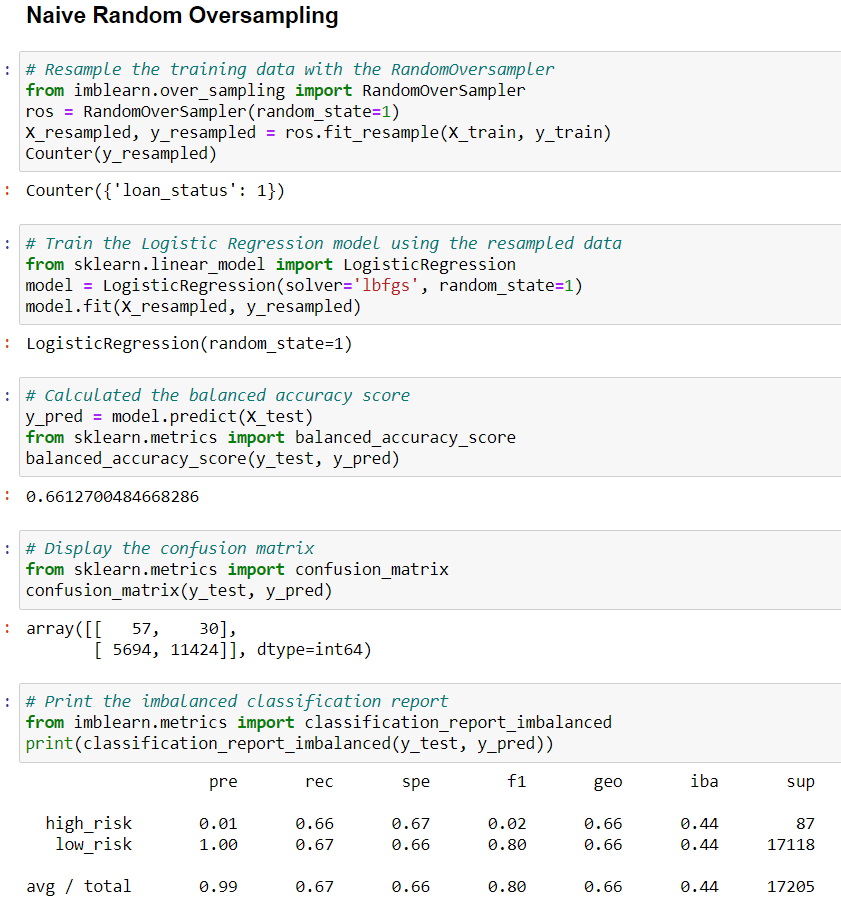 Naive Random Oversampling
: # Resample the training data with the RandomOversampler
from imblearn.over_sampling import RandomOverSampler
ros = RandomOverSampler(random_state=1)
X_resampled, y_resampled = ros.fit_resample(X_train, y_train)
Counter(y_resampled)
: Counter({'loan_status': 1})
: # Train the Logistic Regression model using the resampled data
from sklearn.linear_model import LogisticRegression
model = LogisticRegression(solver='lbfgs', random_state=1)
model.fit(X_resampled, y_resampled)
: LogisticRegression(random_state=1)
: # Calculated the balanced accuracy score
y_pred = model.predict(X_test)
from sklearn.metrics import balanced_accuracy_score
balanced_accuracy_score(y_test, y_pred)
: 0.6612700484668286
: # Display the confusion matrix
from sklearn.metrics import confusion_matrix
confusion_matrix(y_test, y_pred)
: array([[   57,    30],
       [ 5694, 11424]], dtype=int64)
: # Print the imbalanced classification report
from imblearn.metrics import classification_report_imbalanced
print(classification_report_imbalanced(y_test, y_pred))
pre rec spe f1 geo iba sup
high_risk 0.01 0.66 0.67 0.02 0.66 0.44 87
low_risk 1.00 0.67 0.66 0.80 0.66 0.44 17118
avg / total 0.99 0.67 0.66 0.80 0.66 0.44 17205